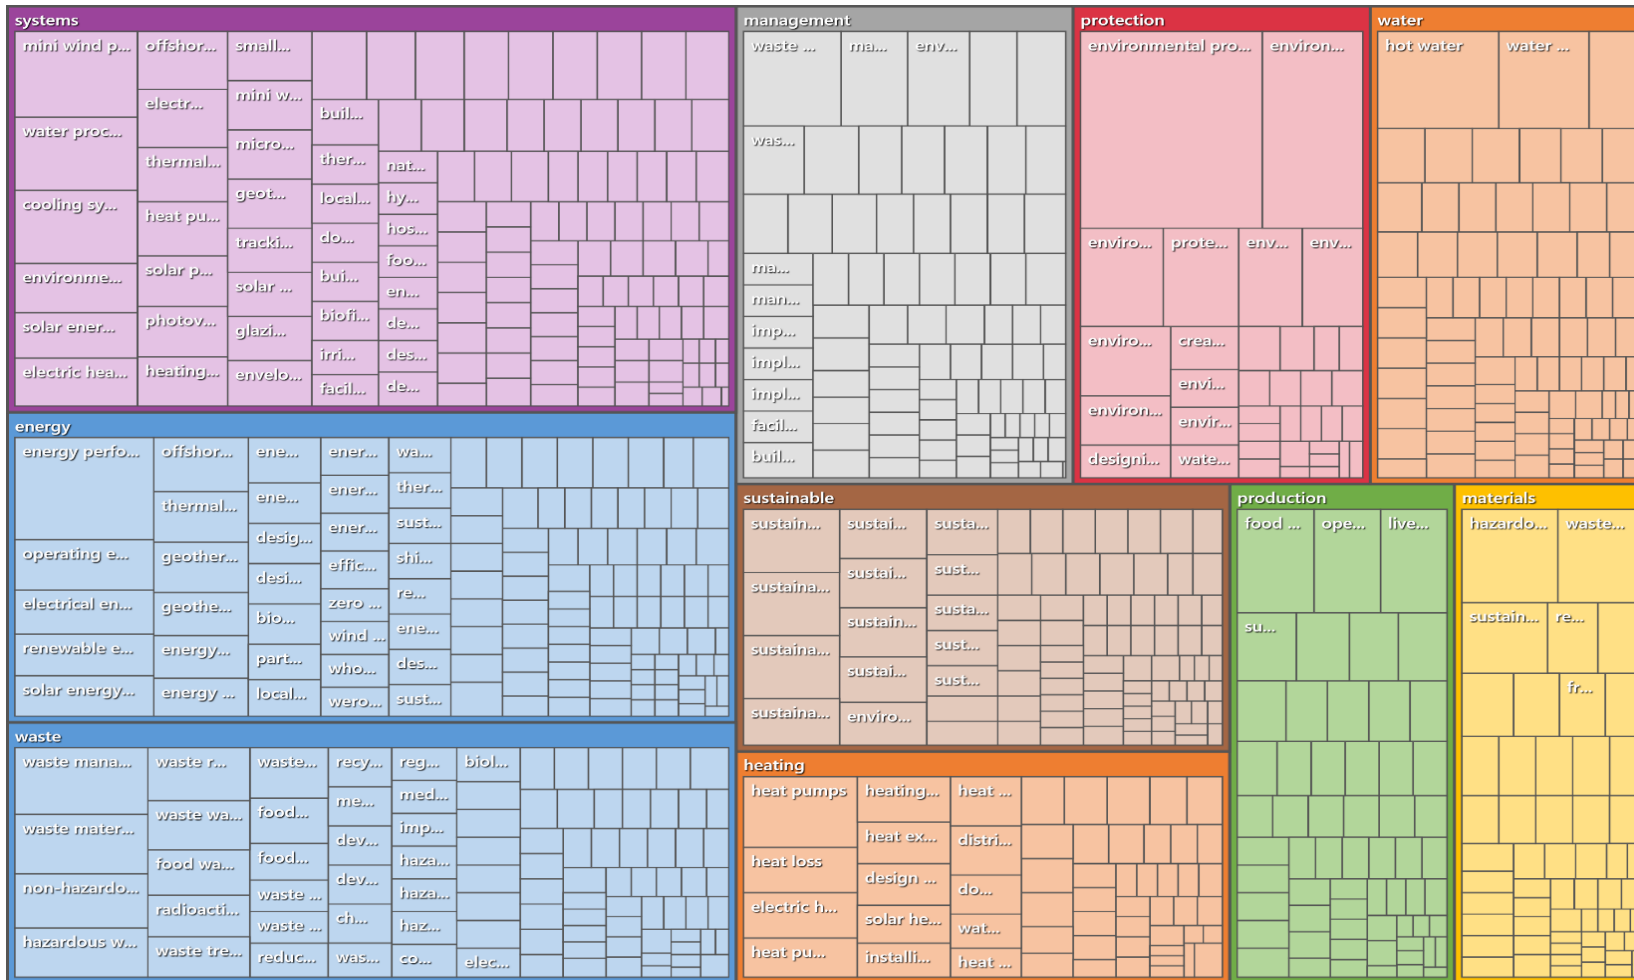 systems
mini wind p...
water proc...
cooling sy...
environme...
solar ener...
electric hea...
offshor...
electr...
thermal...
heat pu...
solar p...
photov...
heating...
small...
mini w...
micro...
geot...
tracki...
solar ...
glazi...
envelo...
buil...
ther...
local...
do...
bui...
biofi...
irri...
facil...
nat...
hy...
hos...
foo...
en...
de...
des...
de...
energy
energy perfo...
operating e...
electrical en...
renewable e...
solar energy...
offshor...
thermal...
geother...
geothe...
energy...
energy ...
ene...
ene...
desig...
desi...
bio...
part...
local...
ener...
ener...
ener...
effic...
zero ...
wind ...
who...
wero...
wa...
ther...
sust...
shi...
re...
ene...
des...
sust...
waste
waste mana...
waste mater...
non-hazardo...
hazardous w...
waste r...
waste wa...
food wa...
radioacti...
waste tre...
waste...
food...
food...
waste ...
waste ...
reduc...
recy...
me...
dev...
dev...
ch...
was...
reg...
med...
imp...
haza...
haza...
haz...
co...
biol...
elec...
management
waste ...
ma...
env...
was...
ma...
man...
imp...
impl...
impl...
facil...
buil...
protection
environmental pro...
environ...
enviro...
prote...
env...
env...
enviro...
environ...
designi...
crea...
envi...
envir...
wate...
water
hot water
water ...
sustainable
sustain...
sustaina...
sustaina...
sustaina...
sustai...
sustai...
sustain...
sustai...
enviro...
susta...
sust...
susta...
sust...
sust...
heating
heat pumps
heat loss
electric h...
heat pu...
heating...
heat ex...
design ...
solar he...
installi...
heat ...
distri...
do...
wat...
heat ...
production
food ...
ope...
live...
su...
materials
hazardo...
waste...
sustain...
re...
fr...